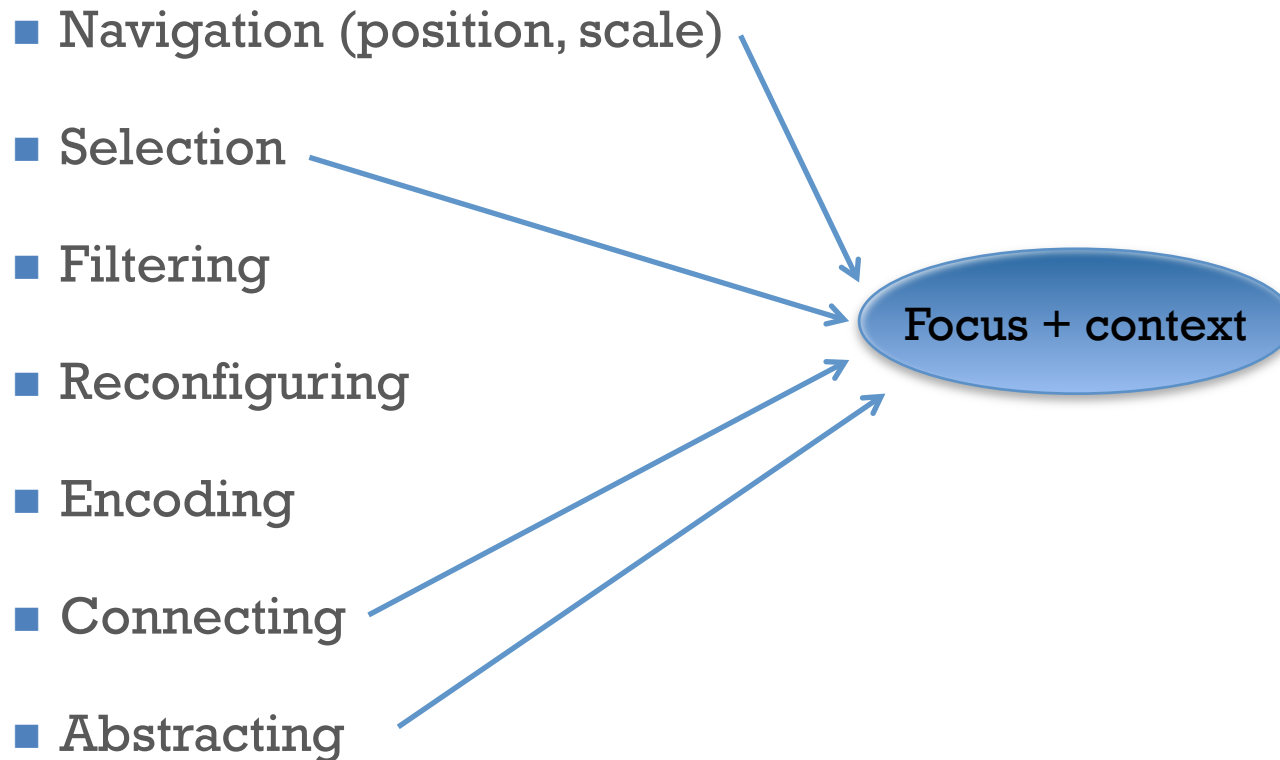 Navigation (position, scale)
Selection
Filtering
Reconfiguring
Encoding
Connecting
Abstracting
Focus + context